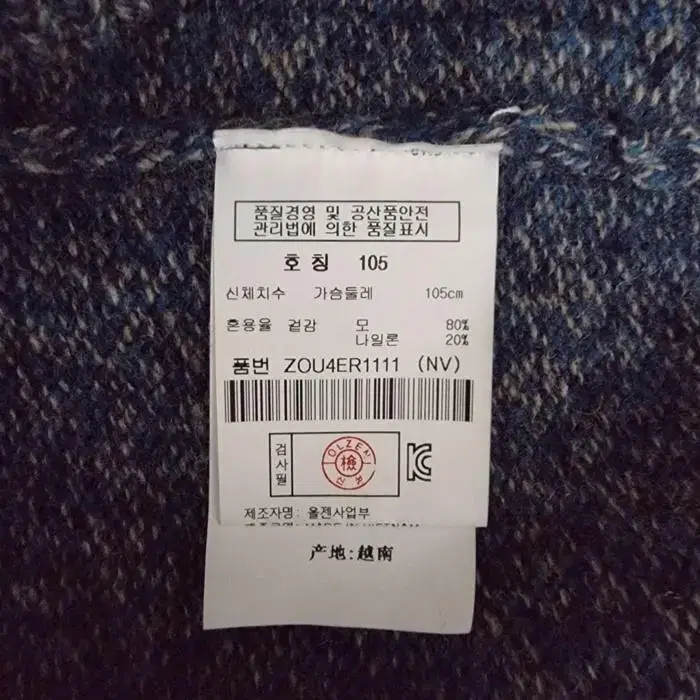 품질경영 및 공산품안전
관리법에 의한 품질표시
호칭 105
신체치수 가슴둘레 105cm
혼용율 겉감 모 80%
나일론 20%
품번 ZOU4ER1111 (NV)
검사필
OLZEN
檢
KC
제조자명: 올젠사업부
产地:越南